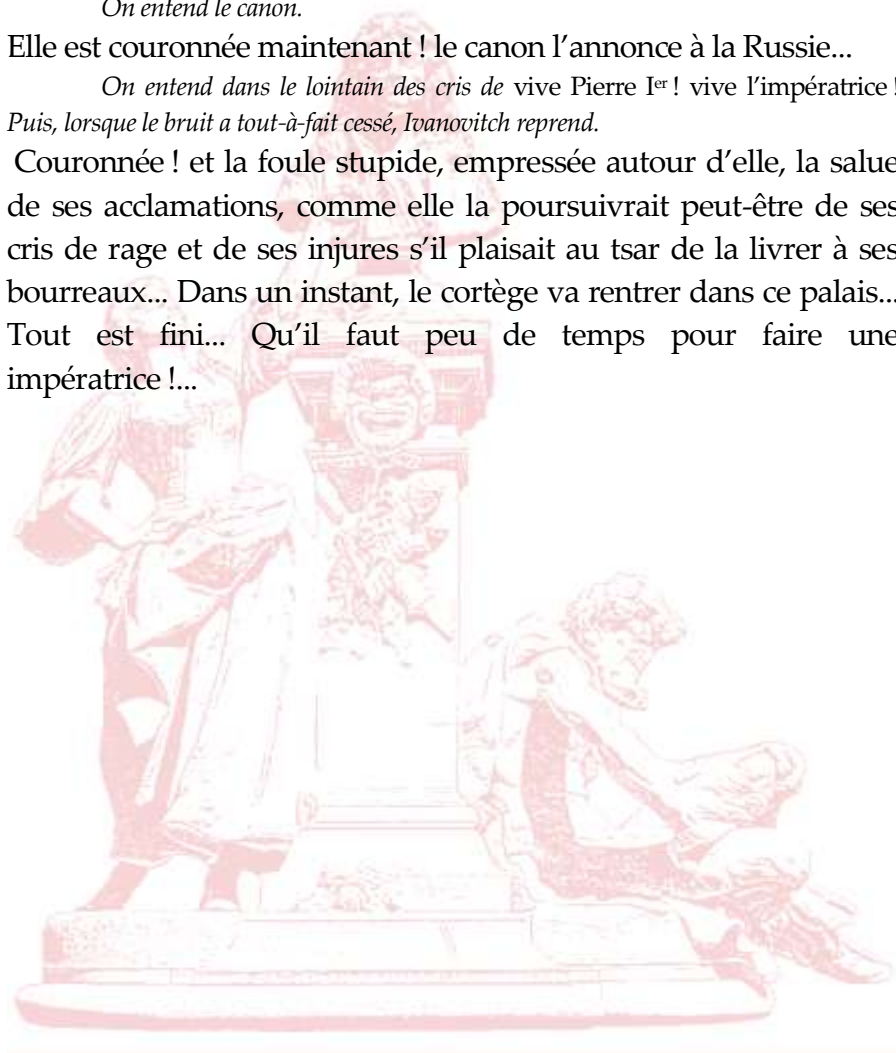 On entend le canon.
Elle est couronnée maintenant ! le canon l’annonce à la Russie...
On entend dans le lointain des cris de vive Pierre Iᵉʳ ! vive l’impératrice !
Puis, lorsque le bruit a tout-à-fait cessé, Ivanovitch reprend.
Couronnée ! et la foule stupide, empressée autour d’elle, la salue
de ses acclamations, comme elle la poursuivrait peut-être de ses
cris de rage et de ses injures s’il plaisait au tsar de la livrer à ses
bourreaux... Dans un instant, le cortège va rentrer dans ce palais...
Tout est fini... Qu’il faut peu de temps pour faire une
impératrice !...